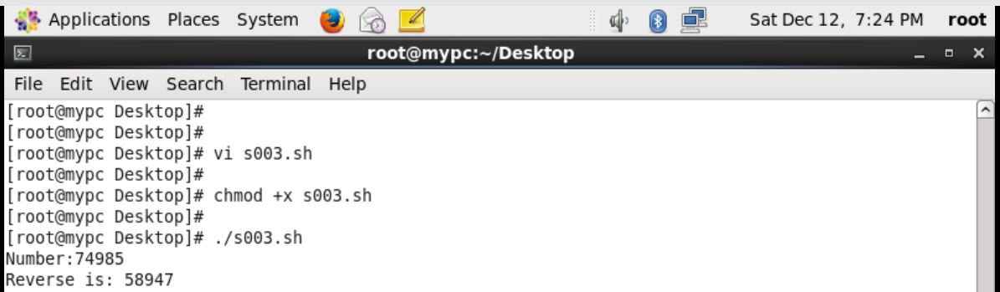 Applications Places System Sat Dec 12, 7:24 PM root
root@mypc:~/Desktop
File Edit View Search Terminal Help
[root@mypc Desktop]#
[root@mypc Desktop]#
[root@mypc Desktop]# vi s003.sh
[root@mypc Desktop]#
[root@mypc Desktop]# chmod +x s003.sh
[root@mypc Desktop]#
[root@mypc Desktop]# ./s003.sh
Number:74985
Reverse is: 58947